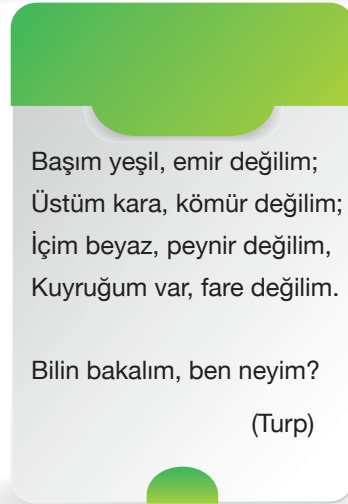 Başım yeşil, emir değilim;
Üstüm kara, kömür değilim;
İçim beyaz, peynir değilim,
Kuyruğum var, fare değilim.
Bilin bakalım, ben neyim?
(Turp)